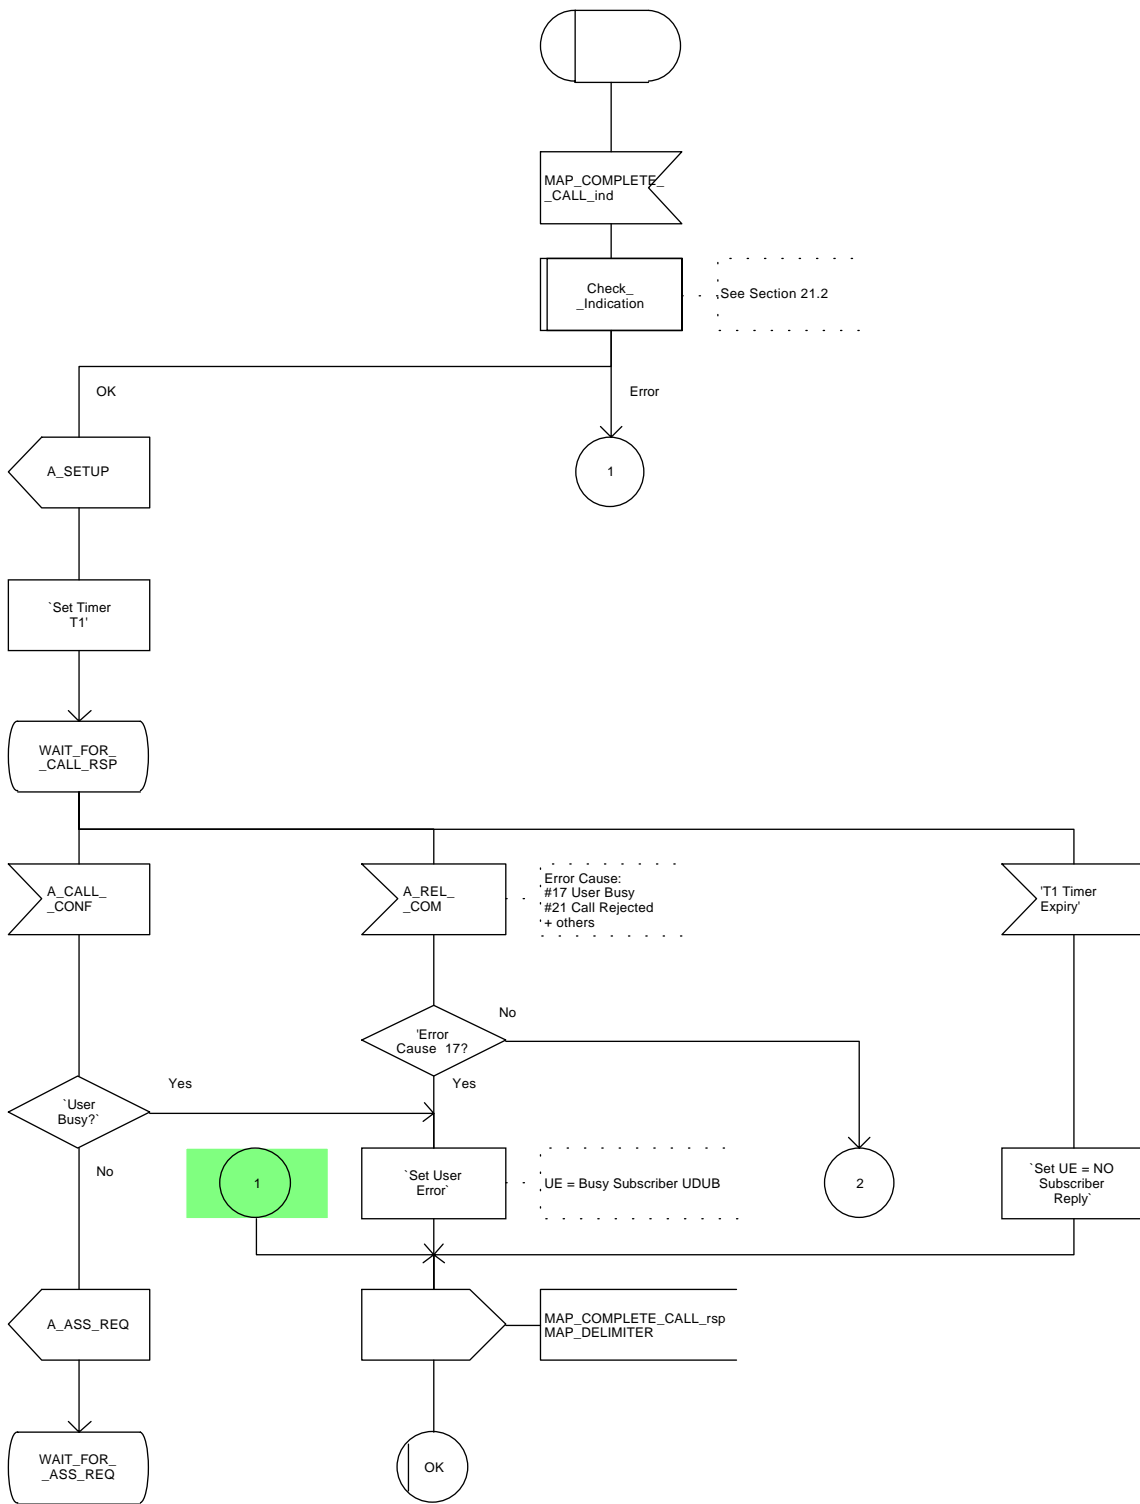 MAP_COMPLETE_
_CALL_ind
Check_
_Indication
See Section 21.2
OK
Error
A_SETUP
1
`Set Timer
T1'
WAIT_FOR_
_CALL_RSP
A_CALL_
_CONF
A_REL_
_COM
Error Cause:
#17 User Busy
#21 Call Rejected
+ others
'T1 Timer
Expiry'
'Error
Cause 17?
No
Yes
`User
Busy?`
Yes
No
1
`Set User
Error`
UE = Busy Subscriber UDUB
2
`Set UE = NO
Subscriber
Reply`
A_ASS_REQ
MAP_COMPLETE_CALL_rsp
MAP_DELIMITER
WAIT_FOR_
_ASS_REQ
OK